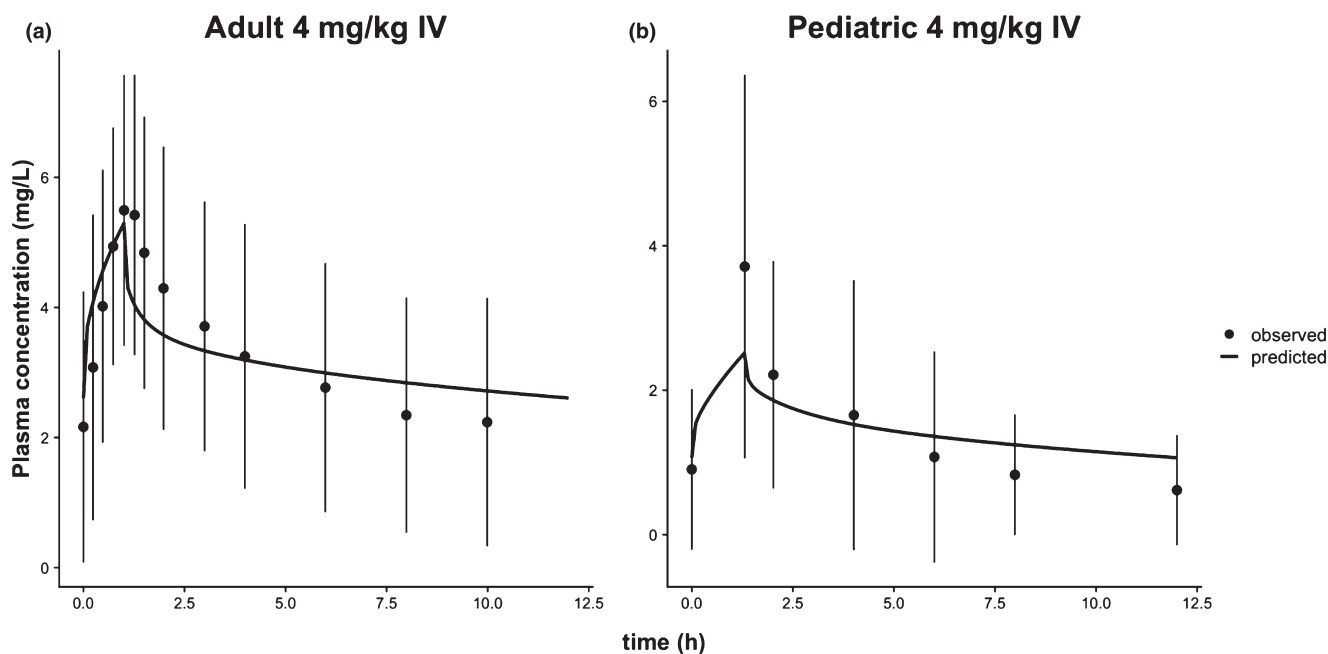 (a) Adult 4 mg/kg IV
(b) Pediatric 4 mg/kg IV
Plasma concentration (mg/L)
6
4
2
0
0.0 2.5 5.0 7.5 10.0 12.5
6
4
2
0
0.0 2.5 5.0 7.5 10.0 12.5
observed
predicted
time (h)